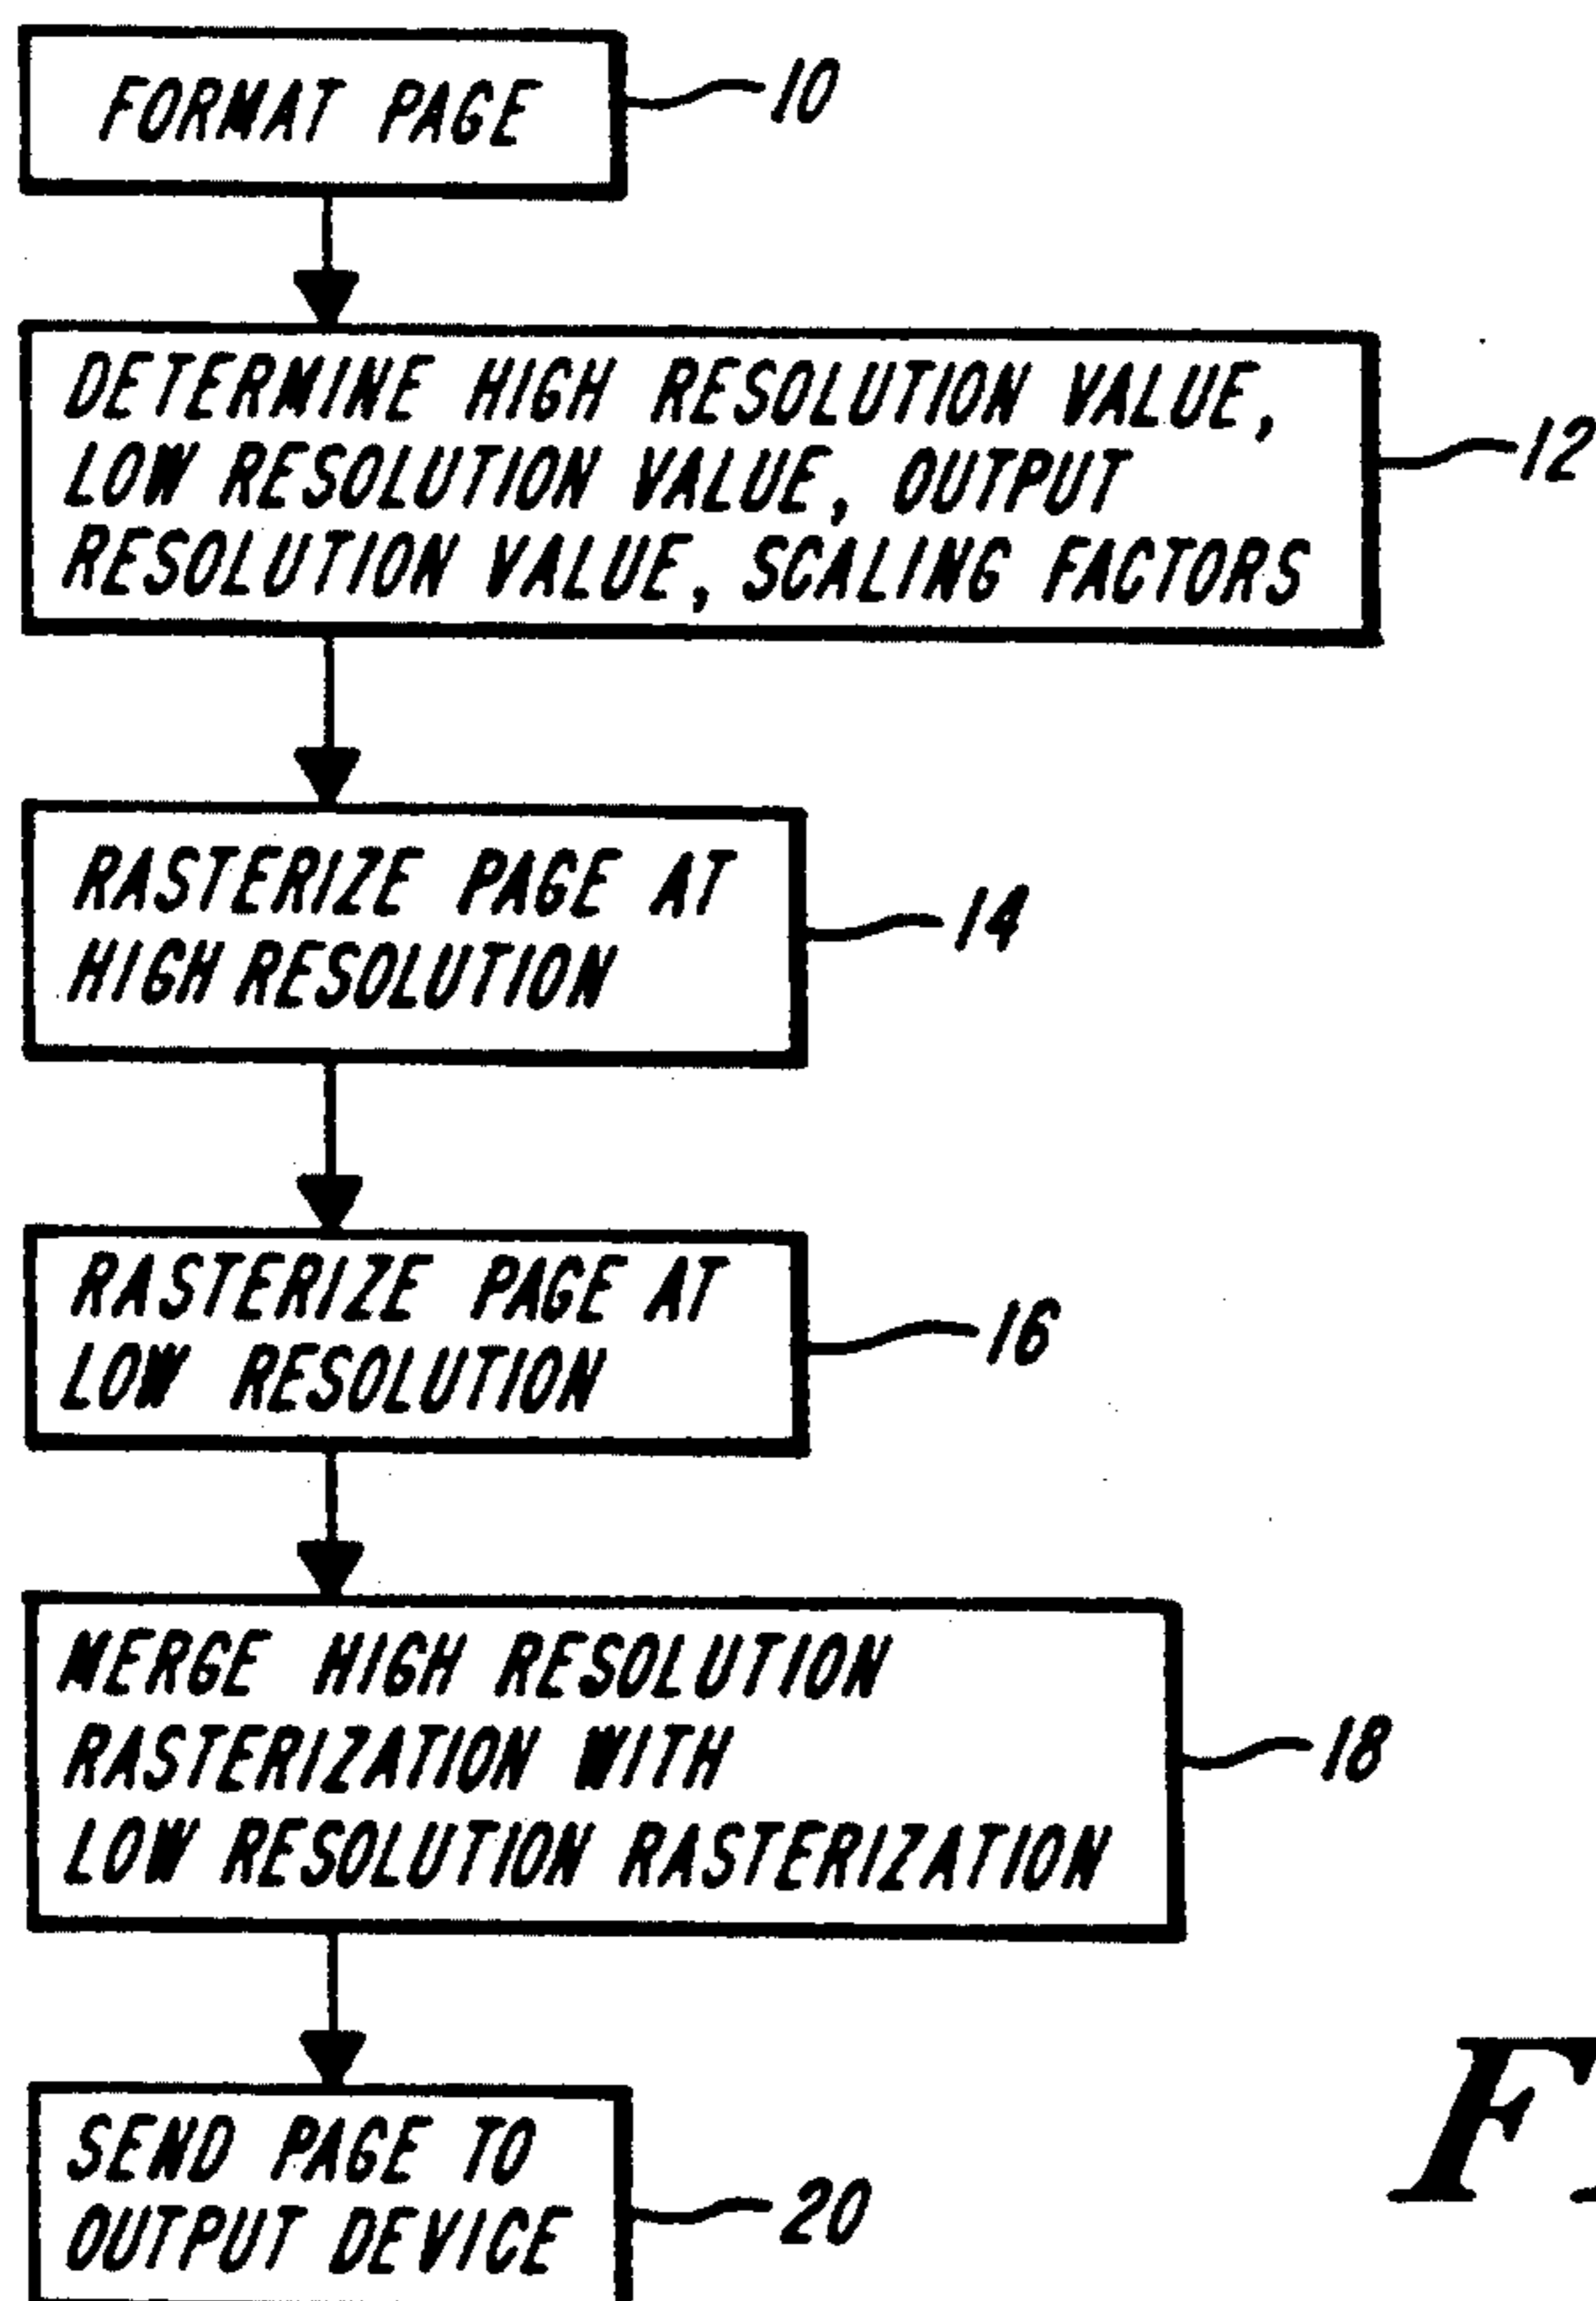 FORMAT PAGE
10
DETERMINE HIGH RESOLUTION VALUE,
LOW RESOLUTION VALUE, OUTPUT
RESOLUTION VALUE, SCALING FACTORS
12
RASTERIZE PAGE AT
HIGH RESOLUTION
14
RASTERIZE PAGE AT
LOW RESOLUTION
16
MERGE HIGH RESOLUTION
RASTERIZATION WITH
LOW RESOLUTION RASTERIZATION
18
SEND PAGE TO
OUTPUT DEVICE
20